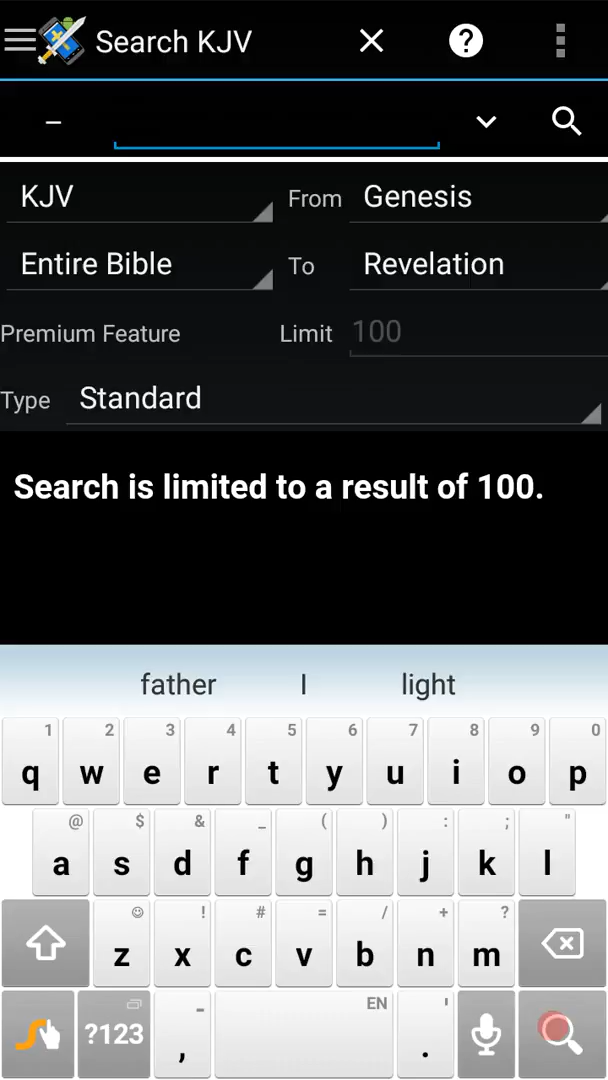 Search KJV ?
–
KJV From Genesis
Entire Bible To Revelation
Premium Feature Limit 100
Type Standard
Search is limited to a result of 100.
father I light
1 2 3 4 5 6 7 8 9 0
q w e r t y u i o p
@ $ & _ ( ) : ; "
a s d f g h j k l
☺ ! # = / + ?
z x c v b n m
- EN '
?123 , .